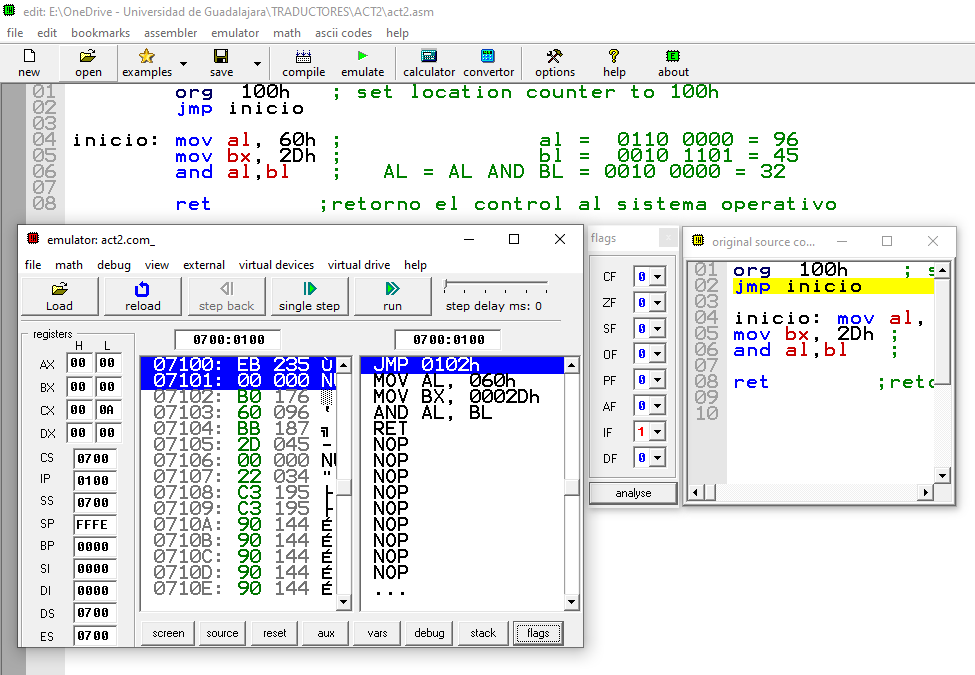 edit: E:\OneDrive - Universidad de Guadalajara\TRADUCTORES\ACT2\act2.asm
file edit bookmarks assembler emulator math ascii codes help
new open examples save compile emulate calculator convertor options help about
01 org 100h ; set location counter to 100h
02 jmp inicio
03
04 inicio: mov al, 60h ; al = 0110 0000 = 96
05 mov bx, 2Dh ; bl = 0010 1101 = 45
06 and al,bl ; AL = AL AND BL = 0010 0000 = 32
07
08 ret ;retorno el control al sistema operativo
emulator: act2.com_
file math debug view external virtual devices virtual drive help
Load reload step back single step run step delay ms: 0
registers
H L
AX 00 00
BX 00 00
CX 00 0A
DX 00 00
CS 0700
IP 0100
SS 0700
SP FFFE
BP 0000
SI 0000
DI 0000
DS 0700
ES 0700
0700:0100
07100: EB 235 ù
07101: 00 000 NU
07102: B0 176 ░
07103: 60 096 '
07104: BB 187 ╗
07105: 2D 045 -
07106: 00 000 NU
07107: 22 034 "
07108: C3 195 ├
07109: C3 195 ├
0710A: 90 144 É
0710B: 90 144 É
0710C: 90 144 É
0710D: 90 144 É
0710E: 90 144 É
0700:0100
JMP 0102h
MOV AL, 060h
MOV BX, 0002Dh
AND AL, BL
RET
NOP
NOP
NOP
NOP
NOP
NOP
NOP
NOP
NOP
...
screen source reset aux vars debug stack flags
flags
CF 0
ZF 0
SF 0
OF 0
PF 0
AF 0
IF 1
DF 0
analyse
original source co...
01 org 100h ; s
02 jmp inicio
03
04 inicio: mov al,
05 mov bx, 2Dh ;
06 and al,bl ;
07
08 ret ;reto
09
10